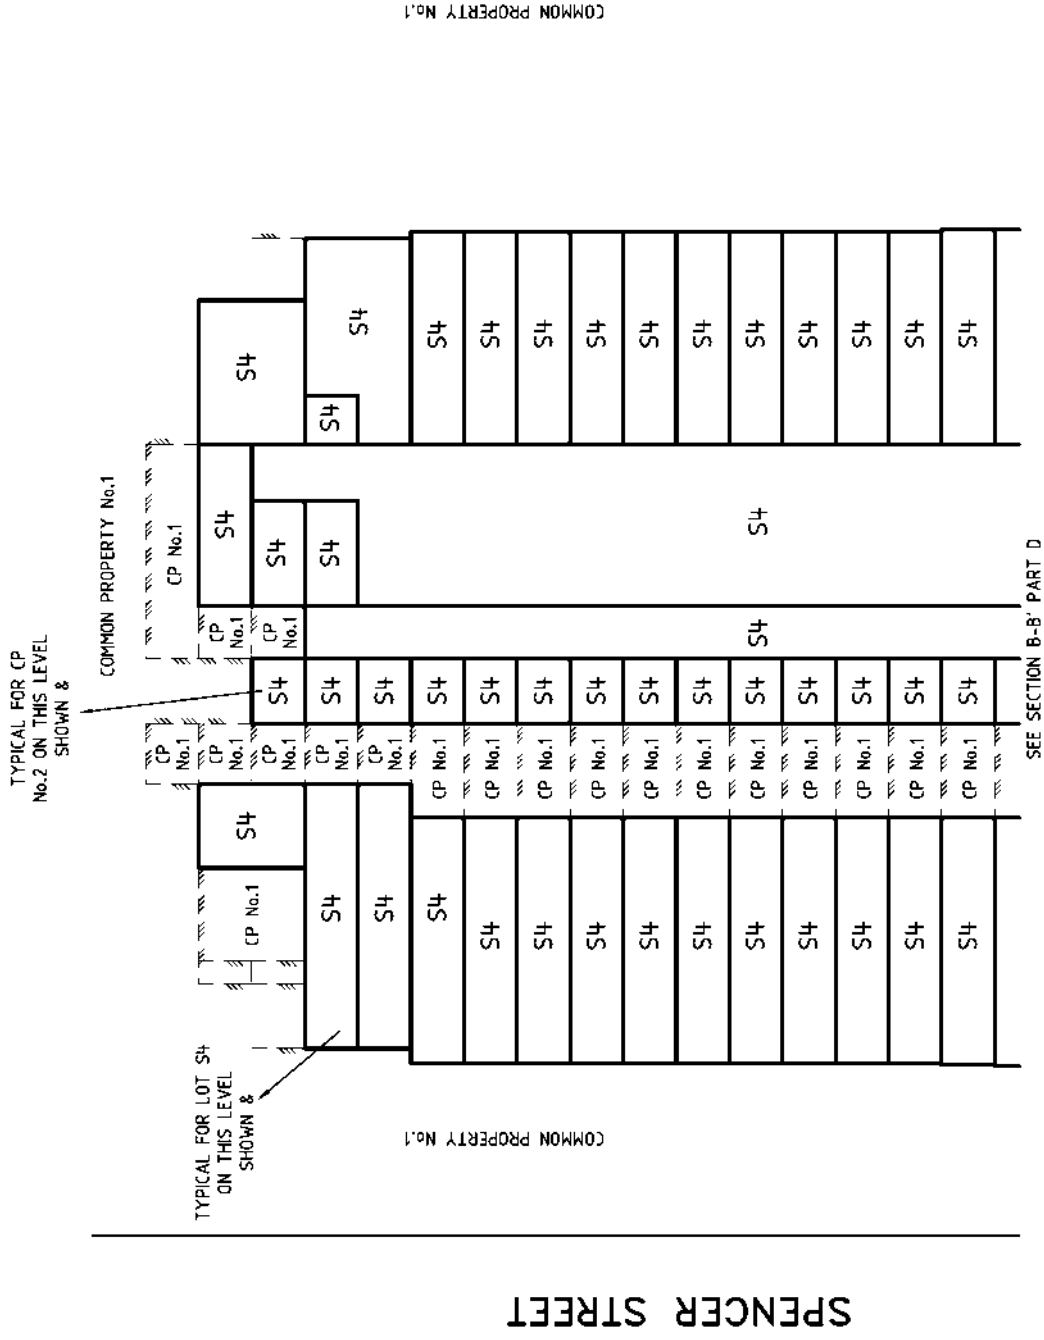 TYPICAL FOR CP
No.2 ON THIS LEVEL
SHOWN &
COMMON PROPERTY No.1
CP
No.1
CP No.1
TYPICAL FOR LOT S4
ON THIS LEVEL
SHOWN &
CP
No.1
CP
No.1
S4
CP No.1
S4
S4
CP
No.1
S4
CP
No.1
S4
S4
CP
No.1
S4
S4
S4
S4
S4
CP
No.1
S4
S4 CP No.1 S4 S4
S4 CP No.1 S4 S4
S4 CP No.1 S4 S4
S4 CP No.1 S4 S4
S4 CP No.1 S4 S4
S4 CP No.1 S4 S4
S4 CP No.1 S4 S4 S4 S4
S4 CP No.1 S4 S4
S4 CP No.1 S4 S4
S4 CP No.1 S4 S4
S4 CP No.1 S4 S4
SEE SECTION B-B' PART D
COMMON PROPERTY No.1
COMMON PROPERTY No.1
SPENCER STREET